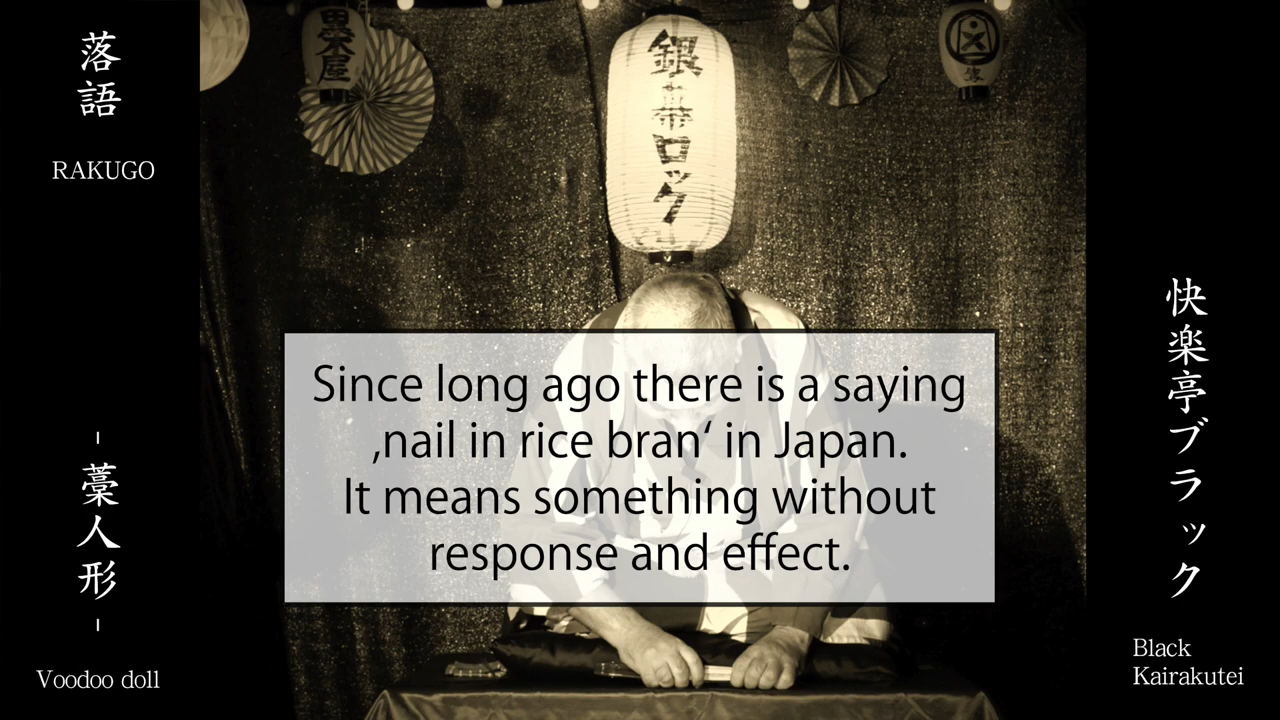 落語
RAKUGO
- 藁人形 -
Voodoo doll
銀幕ロック
Since long ago there is a saying
‚nail in rice bran‘ in Japan.
It means something without
response and effect.
快楽亭ブラック
Black
Kairakutei